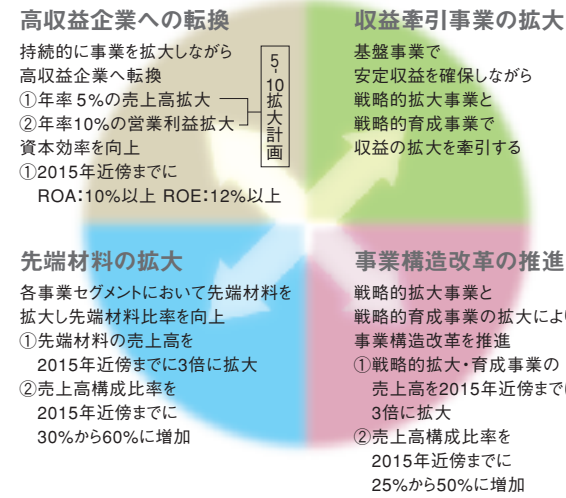 高収益企業への転換
持続的に事業を拡大しながら
高収益企業へ転換
①年率5%の売上高拡大
②年率10%の営業利益拡大
5-10拡大計画
資本効率を向上
①2015年近傍までに
ROA:10%以上 ROE:12%以上
収益牽引事業の拡大
基盤事業で
安定収益を確保しながら
戦略的拡大事業と
戦略的育成事業で
収益の拡大を牽引する
先端材料の拡大
各事業セグメントにおいて先端材料を
拡大し先端材料比率を向上
①先端材料の売上高を
2015年近傍までに3倍に拡大
②売上高構成比率を
2015年近傍までに
30%から60%に増加
事業構造改革の推進
戦略的拡大事業と
戦略的育成事業の拡大によ
事業構造改革を推進
①戦略的拡大・育成事業の
売上高を2015年近傍まで
3倍に拡大
②売上高構成比率を
2015年近傍までに
25%から50%に増加